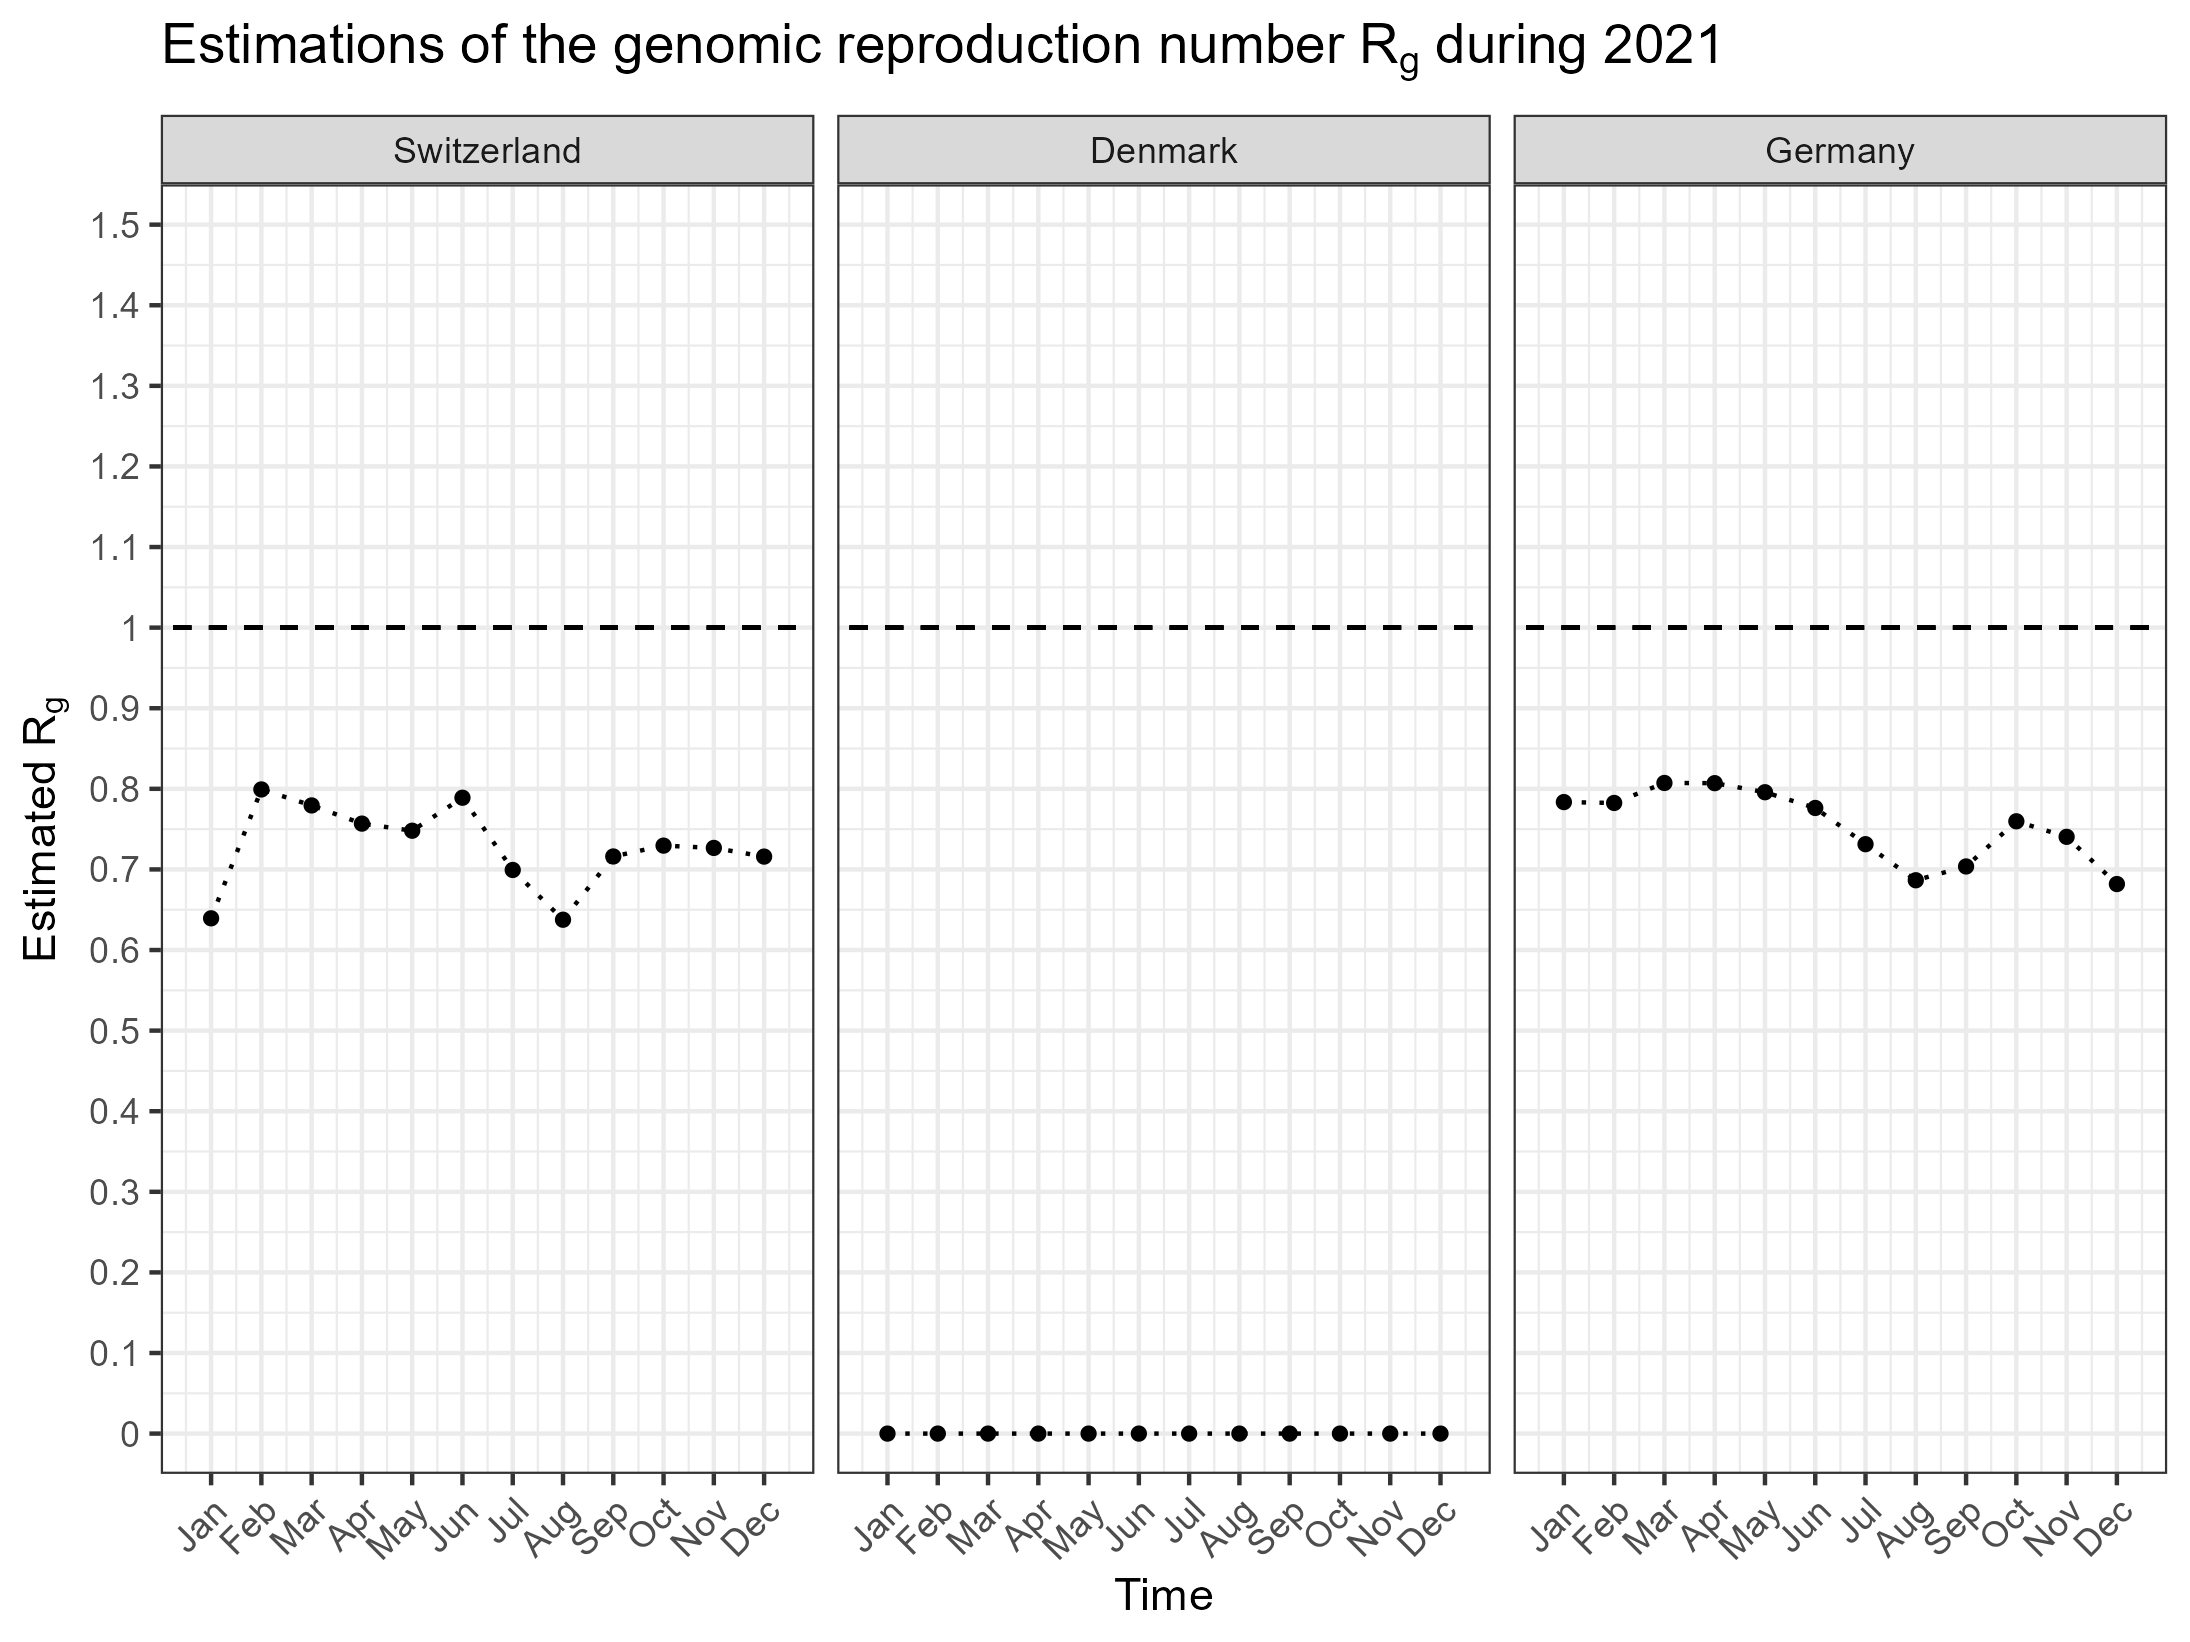 Estimations of the genomic reproduction number Rg during 2021
Switzerland
Denmark
Germany
Estimated Rg
1.5
1.4
1.3
1.2
1.1
1
0.9
0.8
0.7
0.6
0.5
0.4
0.3
0.2
0.1
0
Jan Feb Mar Apr May Jun Jul Aug Sep Oct Nov Dec
Jan Feb Mar Apr May Jun Jul Aug Sep Oct Nov Dec
Jan Feb Mar Apr May Jun Jul Aug Sep Oct Nov Dec
Time